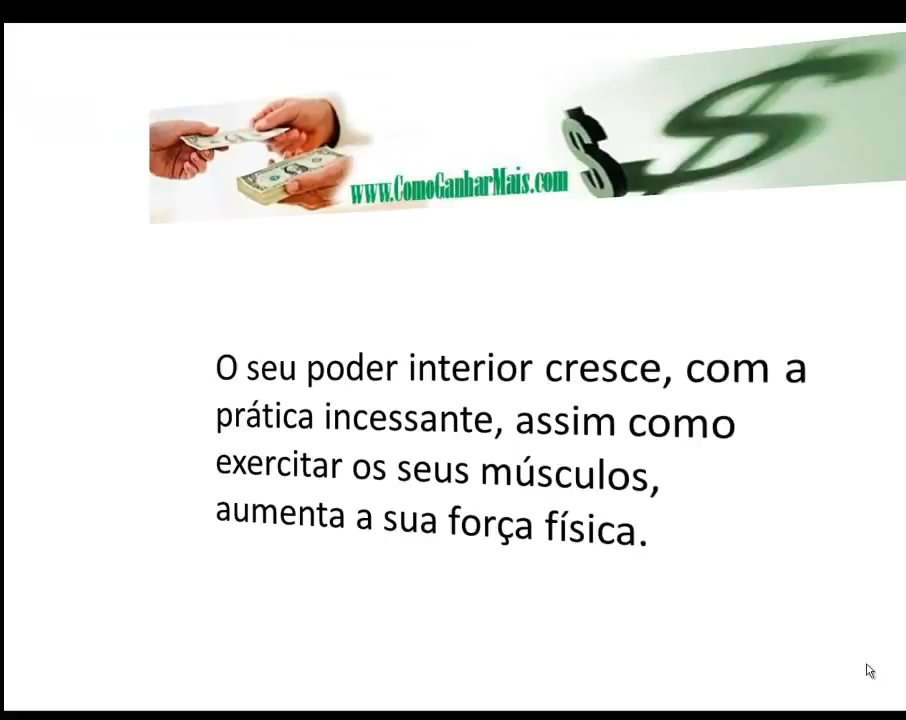 www.ComoGanharMais.com
O seu poder interior cresce, com a
prática incessante, assim como
exercitar os seus músculos,
aumenta a sua força física.